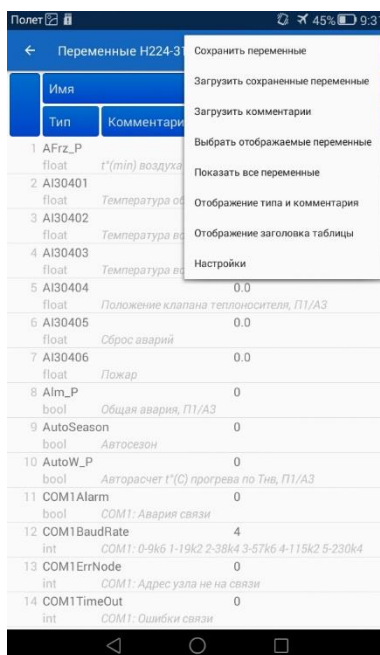 Полет
45% 9:3
Переменные H224-31
Сохранить переменные
Загрузить сохраненные переменные
Загрузить комментарии
Выбрать отображаемые переменные
Показать все переменные
Отображение типа и комментария
Отображение заголовка таблицы
Настройки
Имя
Тип Комментари
1 AFrz_P
float t°(min) воздуха
2 AI30401
float Температура об
3 AI30402
float Температура во
4 AI30403
float Температура во
5 AI30404 0.0
float Положение клапана теплоносителя, П1/А3
6 AI30405 0.0
float Сброс аварий
7 AI30406 0.0
float Пожар
8 Alm_P 0
bool Общая авария, П1/А3
9 AutoSeason 0
bool Автосезон
10 AutoW_P 0
bool Авторасчет t°(С) прогрева по Тнв, П1/А3
11 COM1Alarm 0
bool COM1: Авария связи
12 COM1BaudRate 4
int COM1: 0-9k6 1-19k2 2-38k4 3-57k6 4-115k2 5-230k4
13 COM1ErrNode 0
int COM1: Адрес узла не на связи
14 COM1TimeOut 0
int COM1: Ошибки связи